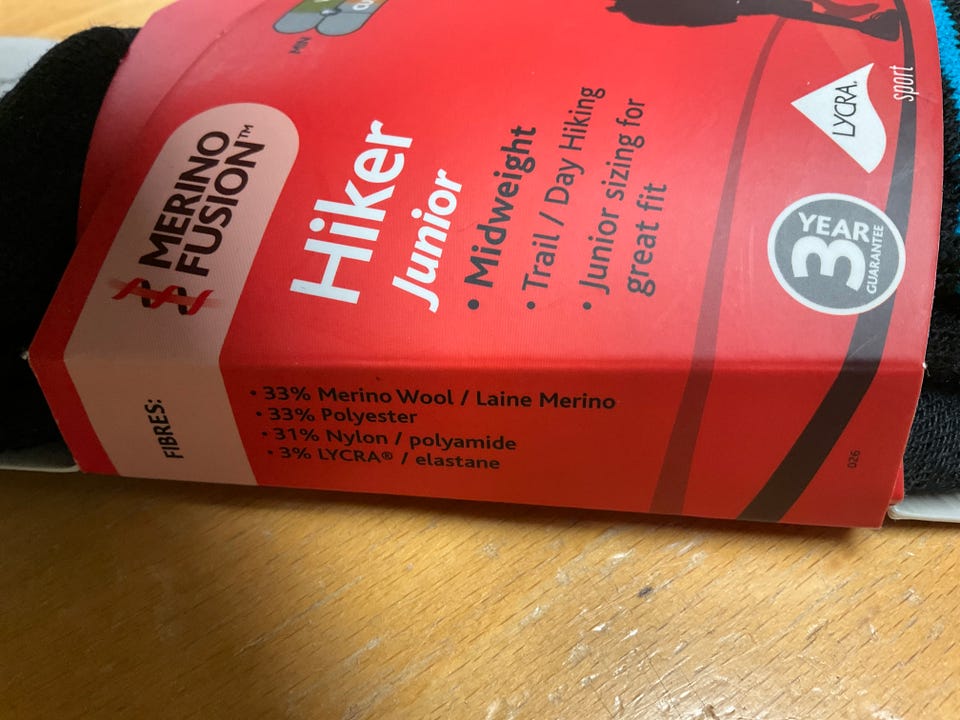 MIN
MERINO
FUSION™
Hiker
Junior
• Midweight
• Trail / Day Hiking
• Junior sizing for
great fit
LYCRA®
sport
3 YEAR
GUARANTEE
FIBRES:
• 33% Merino Wool / Laine Merino
• 33% Polyester
• 31% Nylon / polyamide
• 3% LYCRA® / elastane
026